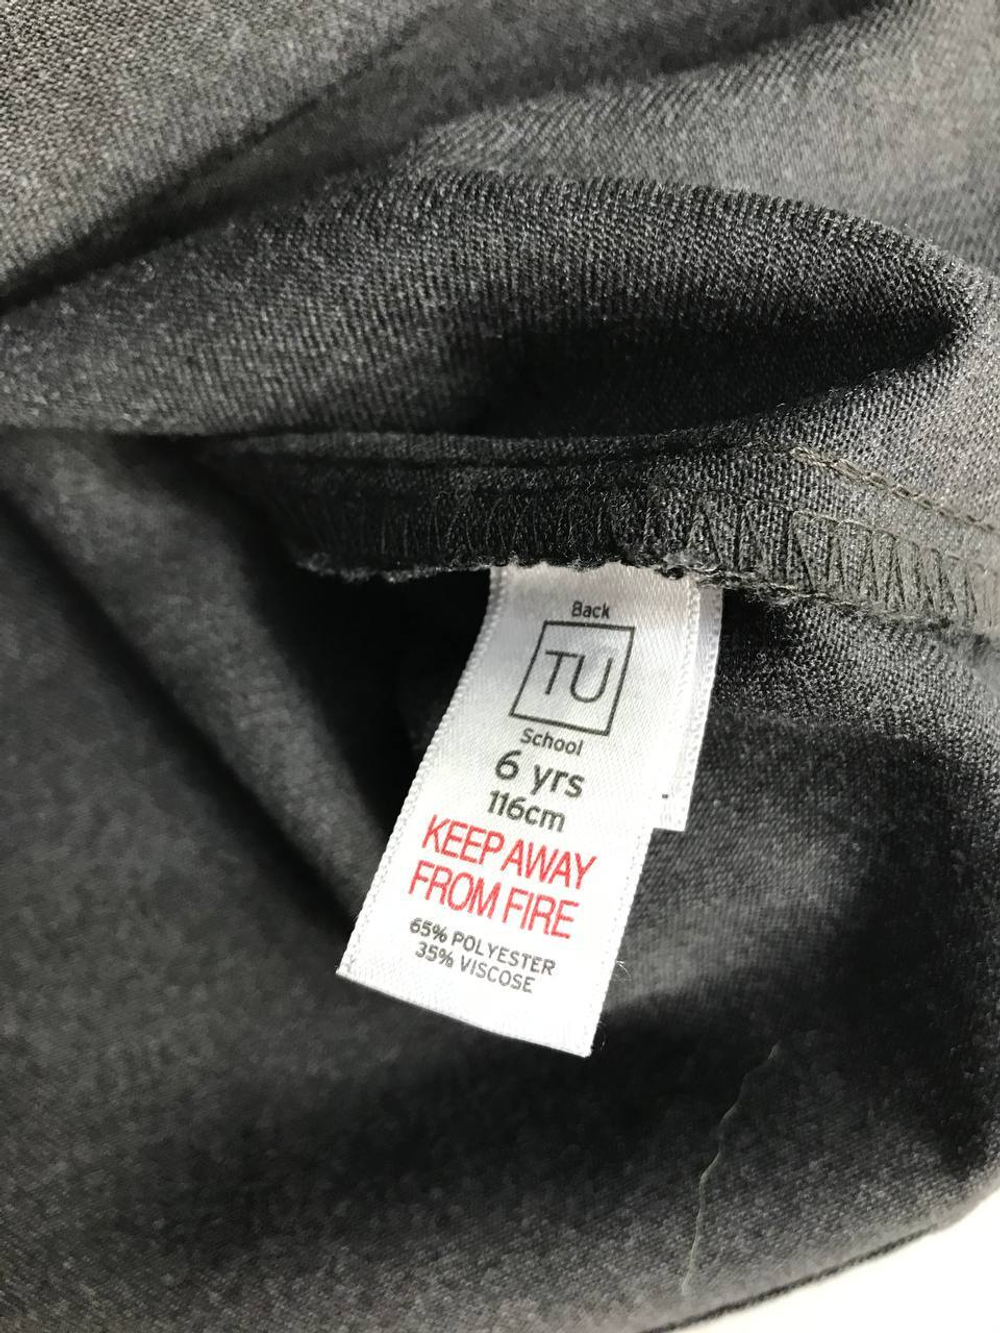 Back
TU
School
6 yrs
116cm
KEEP AWAY
FROM FIRE
65% POLYESTER
35% VISCOSE